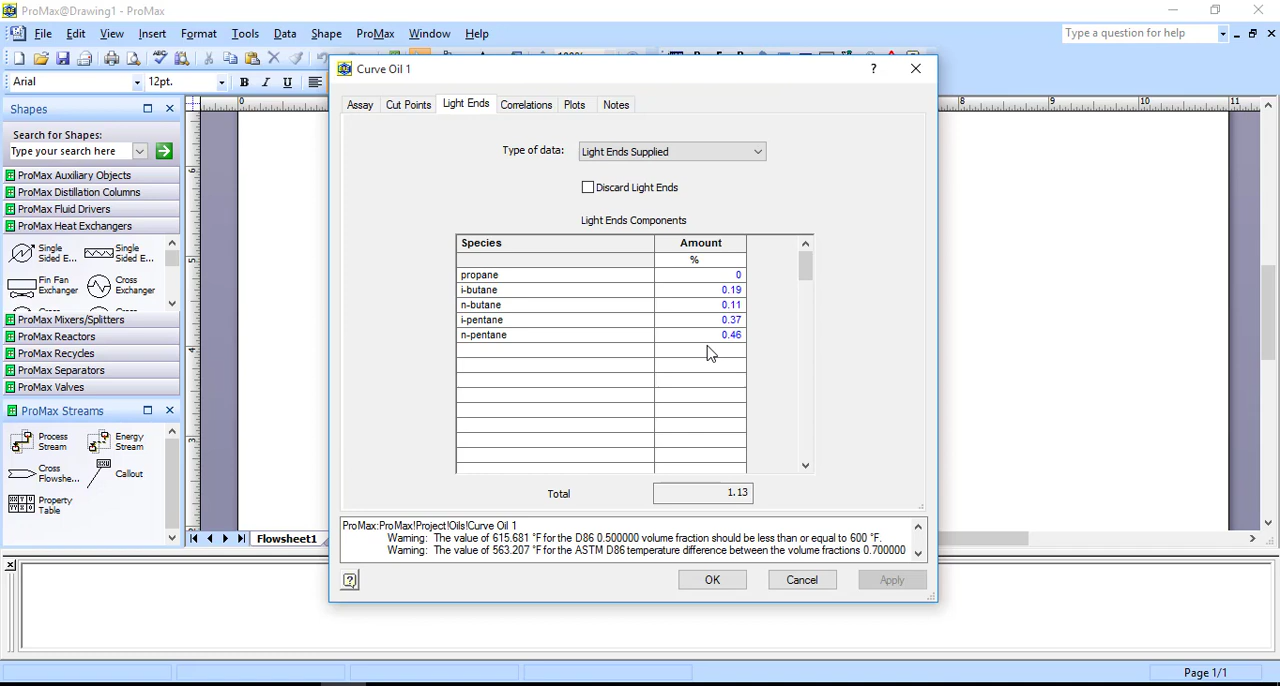 ProMax@Drawing1 - ProMax
File Edit View Insert Format Tools Data Shape ProMax Window Help
Type a question for help
Arial 12pt. B I U
Curve Oil 1 ?
Shapes
Search for Shapes:
Type your search here
ProMax Auxiliary Objects
ProMax Distillation Columns
ProMax Fluid Drivers
ProMax Heat Exchangers
Single Sided E...
Single Sided E...
Fin Fan Exchanger
Cross Exchanger
ProMax Mixers/Splitters
ProMax Reactors
ProMax Recycles
ProMax Separators
ProMax Valves
ProMax Streams
Process Stream
Energy Stream
Cross Flowshe...
Callout
Property Table
0 8 9 10 11
Assay Cut Points Light Ends Correlations Plots Notes
Type of data: Light Ends Supplied
Discard Light Ends
Light Ends Components
Species Amount
%
propane 0
i-butane 0.19
n-butane 0.11
i-pentane 0.37
n-pentane 0.46
Total 1.13
ProMax:ProMax!Project!Oils!Curve Oil 1
Warning: The value of 615.681 °F for the D86 0.500000 volume fraction should be less than or equal to 600 °F.
Warning: The value of 563.207 °F for the ASTM D86 temperature difference between the volume fractions 0.700000
OK Cancel Apply
Flowsheet1
Page 1/1